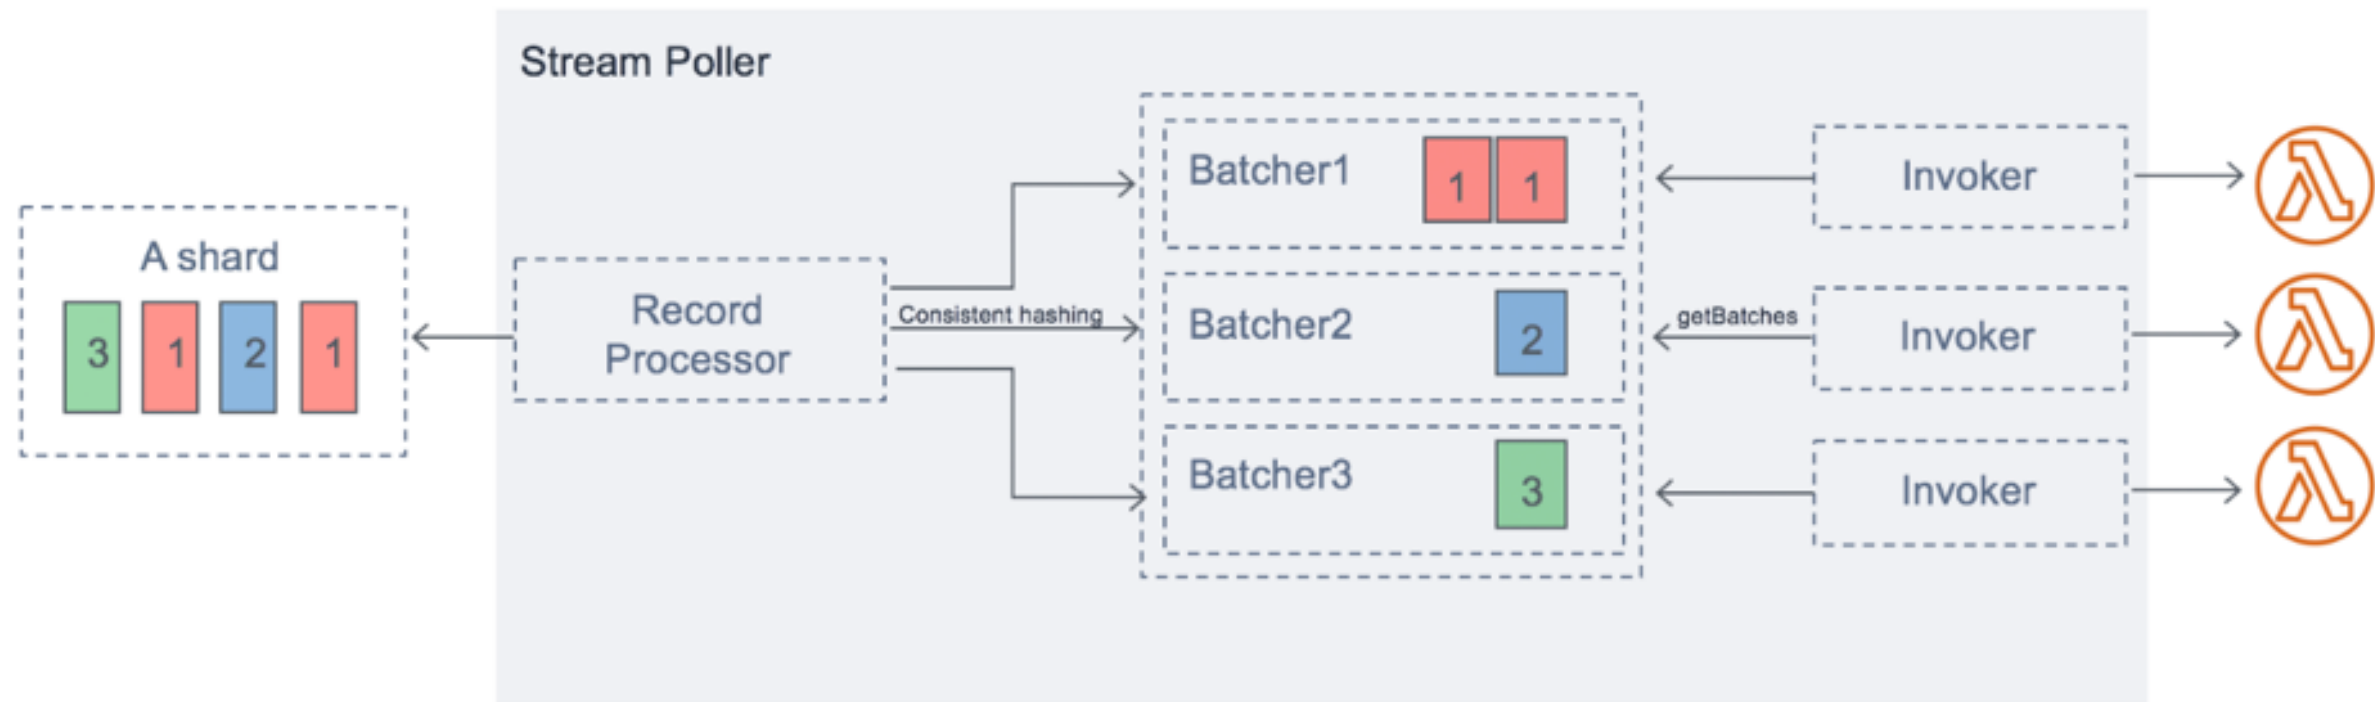 Stream Poller
A shard
3 1 2 1
Record
Processor
Consistent hashing
Batcher1
1 1
Batcher2
2
Batcher3
3
getBatches
Invoker
Invoker
Invoker